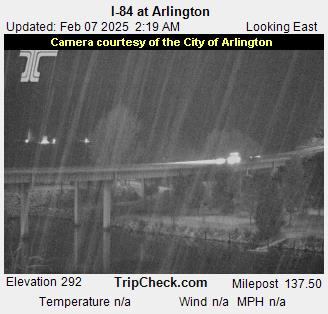 I-84 at Arlington
Updated: Feb 07 2025 2:19 AM Looking East
Camera courtesy of the City of Arlington
Elevation 292 TripCheck.com Milepost 137.50
Temperature n/a Wind n/a MPH n/a